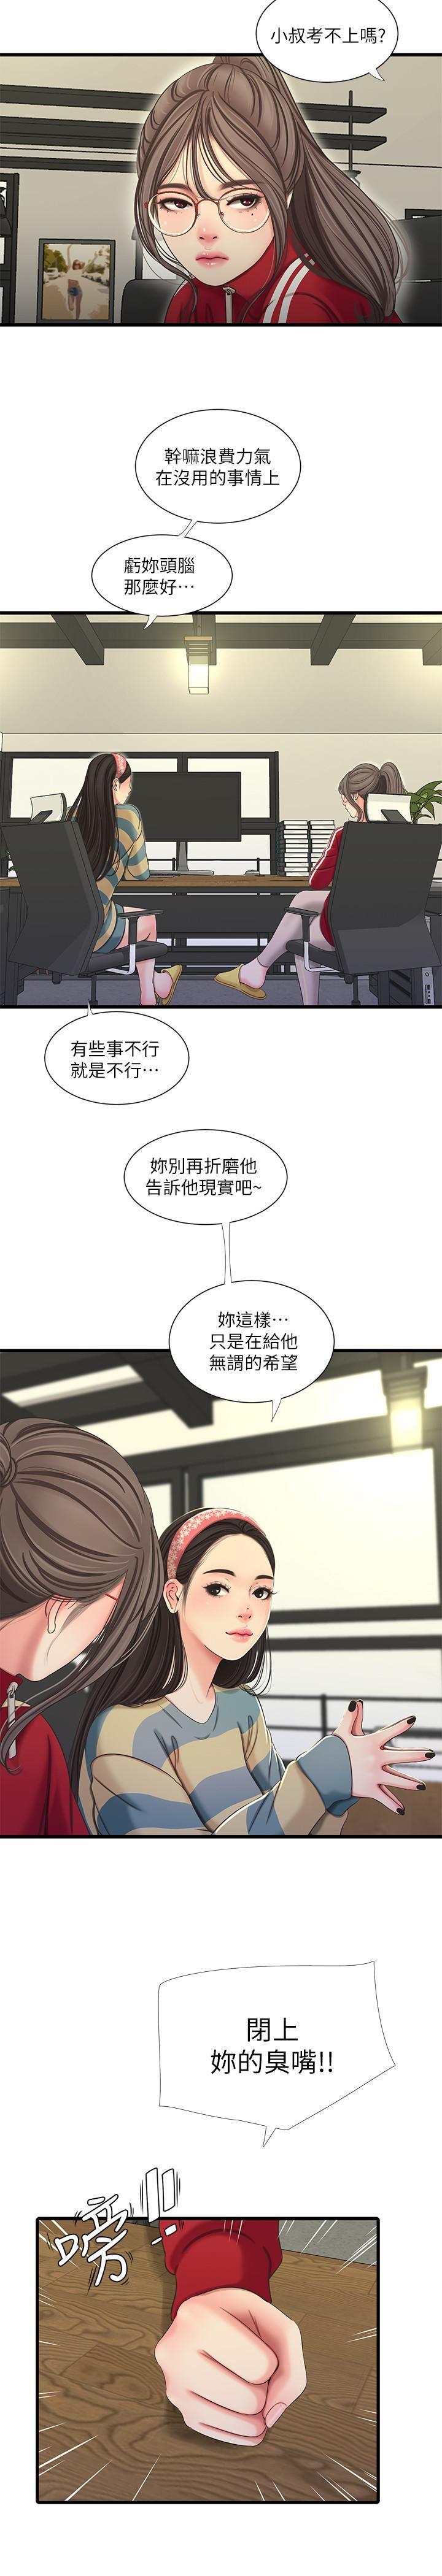 小叔考不上嗎?
幹嘛浪費力氣
在沒用的事情上
虧妳頭腦
那麼好⋯
有些事不行
就是不行⋯
妳別再折磨他
告訴他現實吧~
妳這樣⋯
只是在給他
無謂的希望
閉上
妳的臭嘴!!
嗙!!